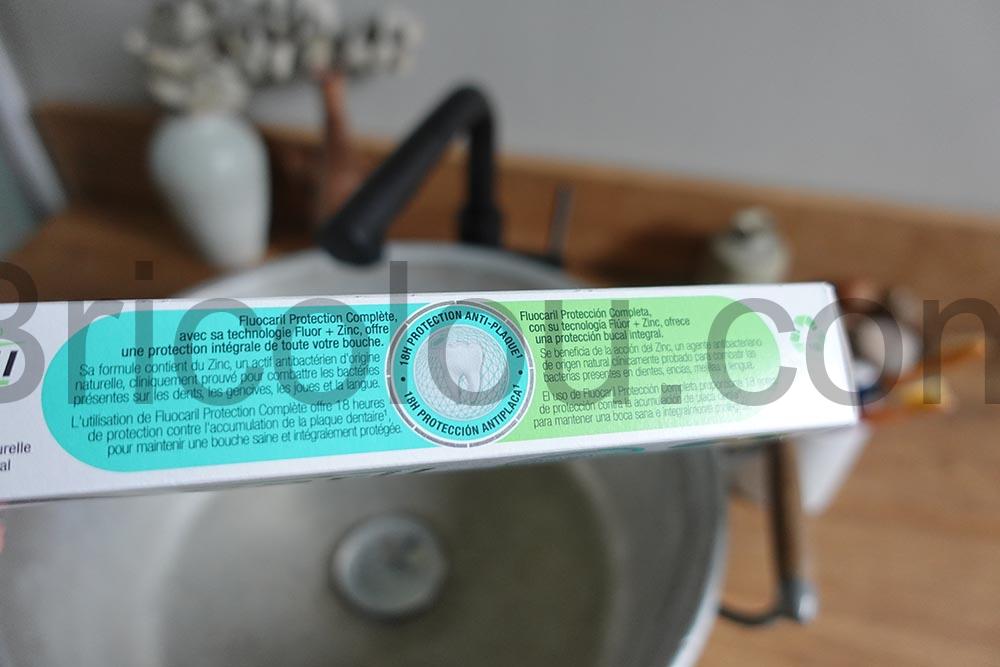 Fluocaril Protection Complète,
avec sa technologie Fluor + Zinc, offre
une protection intégrale de toute votre bouche.
Sa formule contient du Zinc, un actif antibactérien d'origine
naturelle, cliniquement prouvé pour combattre les bactéries
présentes sur les dents, les gencives, les joues et la langue.
L'utilisation de Fluocaril Protection Complète offre 18 heures
de protection contre l'accumulation de la plaque dentaire¹,
pour maintenir une bouche saine et intégralement protégée.
• 18H PROTECTION ANTI-PLAQUE¹
• 18H PROTECCIÓN ANTIPLACA¹
Fluocaril Protección Completa,
con su tecnología Flúor + Zinc, ofrece
una protección bucal integral.
Se beneficia de la acción del Zinc, un agente antibacteriano
de origen natural clínicamente probado para combatir las
bacterias presentes en dientes, encías, mejillas y lengua.
El uso de Fluocaril Protección Completa proporciona 18 horas
de protección contra la acumulación de placa
para mantener una boca sana e integralmente
urelle
al
Bricolou.com